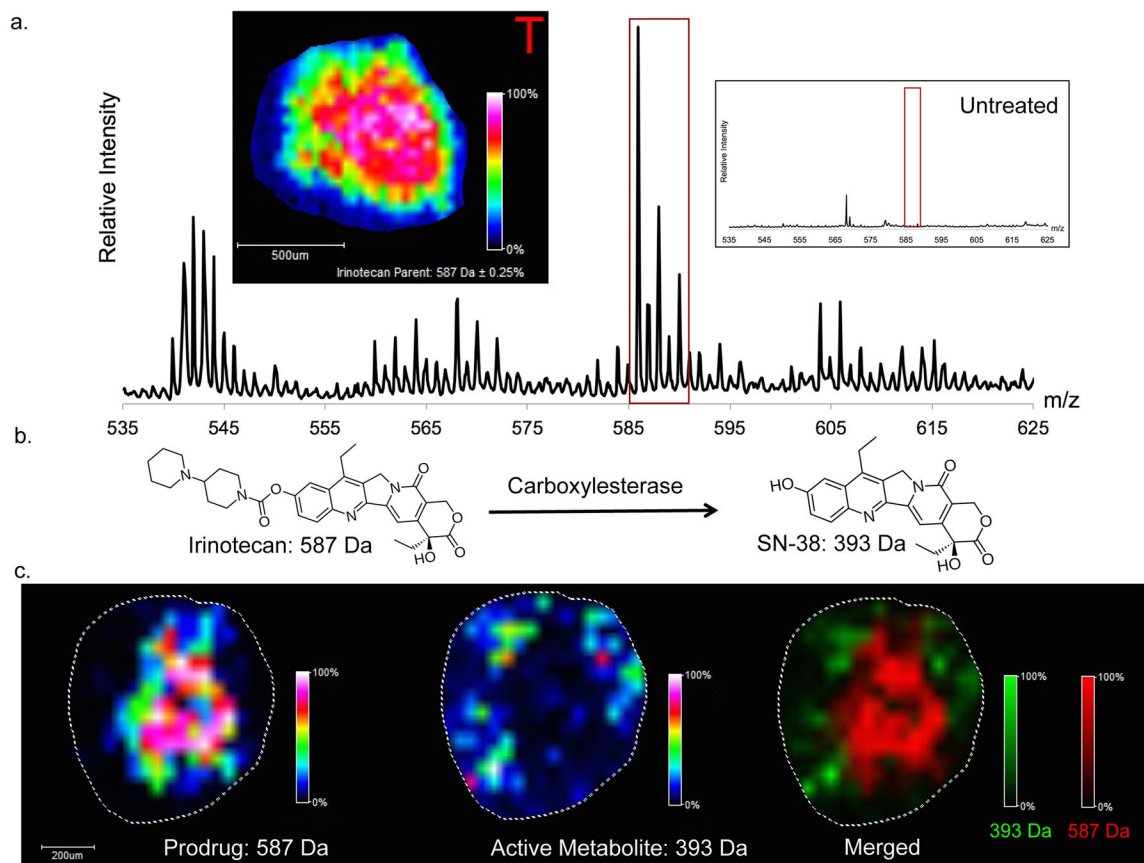 a.
T
100%
0%
500um
Irinotecan Parent: 587 Da ± 0.25%
Relative Intensity
Untreated
Relative Intensity
m/z
535 545 555 565 575 585 595 605 615 625
m/z
535 545 555 565 575 585 595 605 615 625
b.
N
N
O
O
N
N
O
O
O
HO
Irinotecan: 587 Da
Carboxylesterase
HO
N
N
O
O
O
HO
SN-38: 393 Da
c.
100%
0%
200um
Prodrug: 587 Da
100%
0%
Active Metabolite: 393 Da
Merged
100%
0%
393 Da
100%
0%
587 Da